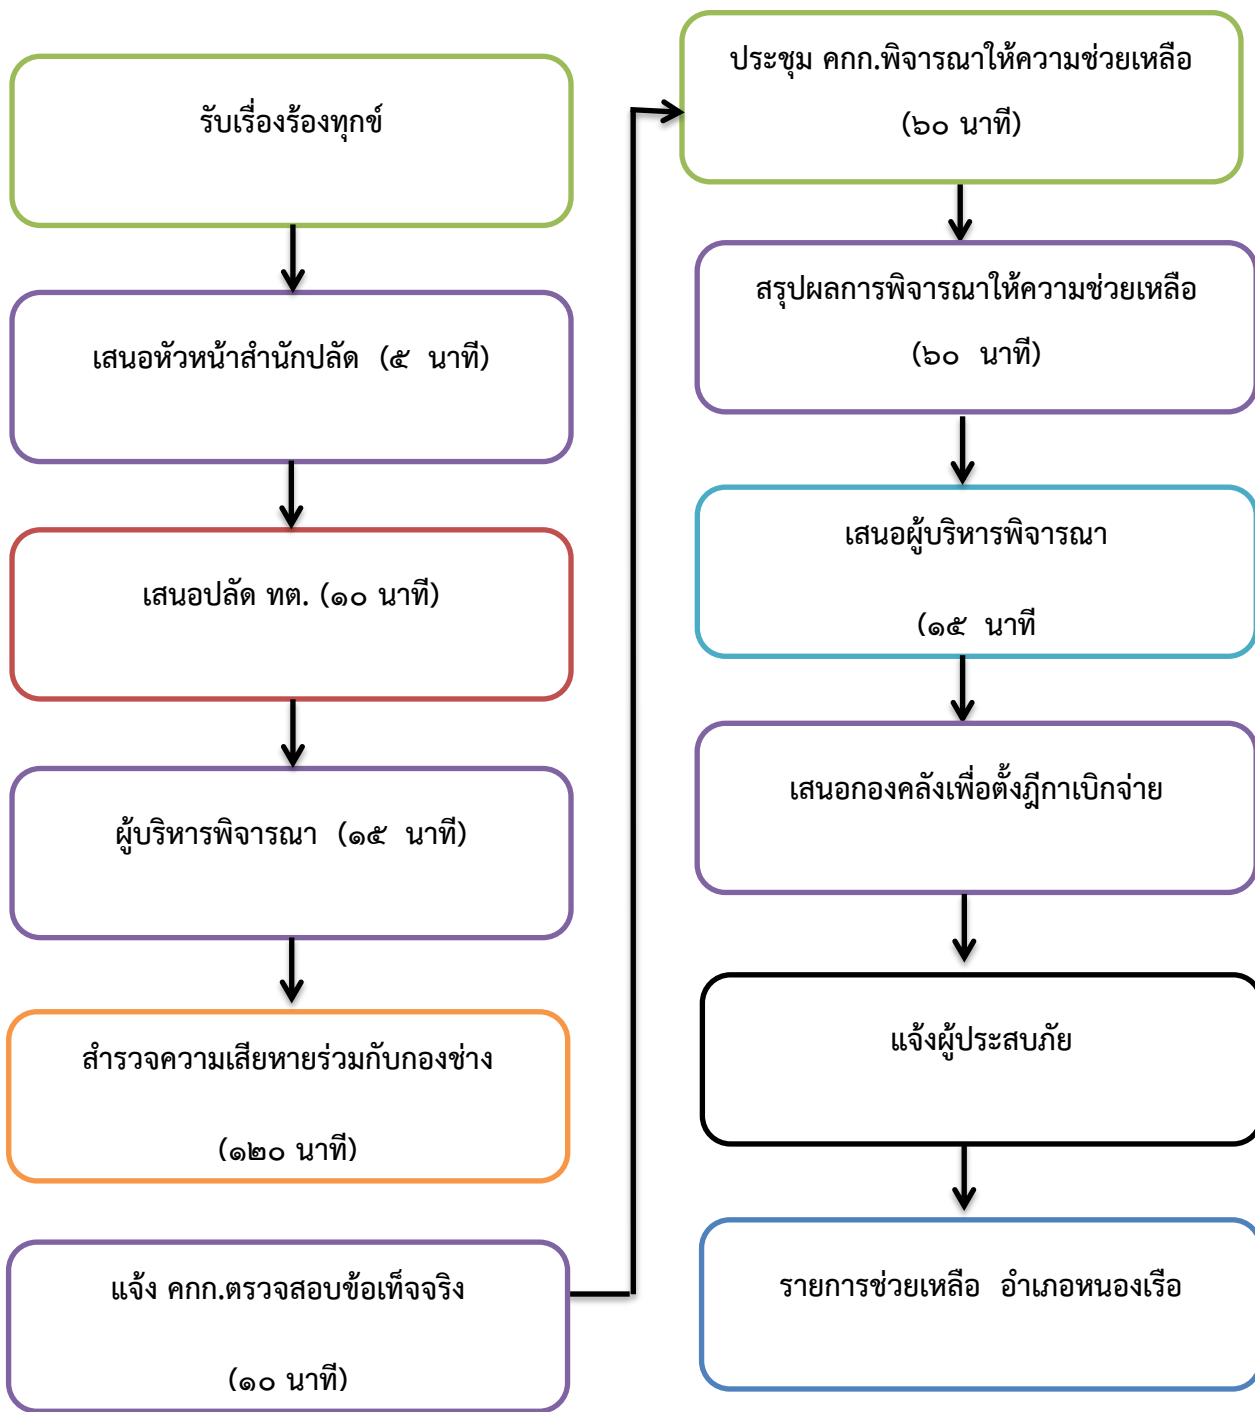 รับเรื่องร้องทุกข์
เสนอหัวหน้าสำนักปลัด (๕ นาที)
เสนอปลัด ทต. (๑๐ นาที)
ผู้บริหารพิจารณา (๑๕ นาที)
สำรวจความเสียหายร่วมกับกองช่าง
(๑๒๐ นาที)
แจ้ง คกก.ตรวจสอบข้อเท็จจริง
(๑๐ นาที)
ประชุม คกก.พิจารณาให้ความช่วยเหลือ
(๖๐ นาที)
สรุปผลการพิจารณาให้ความช่วยเหลือ
(๖๐ นาที)
เสนอผู้บริหารพิจารณา
(๑๕ นาที
เสนอกองคลังเพื่อตั้งฎีกาเบิกจ่าย
แจ้งผู้ประสบภัย
รายการช่วยเหลือ อำเภอหนองเรือ